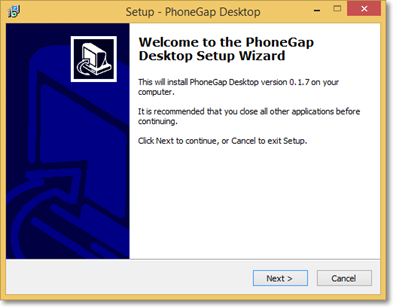 Setup - PhoneGap Desktop
Welcome to the PhoneGap
Desktop Setup Wizard
This will install PhoneGap Desktop version 0.1.7 on your
computer.
It is recommended that you close all other applications before
continuing.
Click Next to continue, or Cancel to exit Setup.
Next >
Cancel